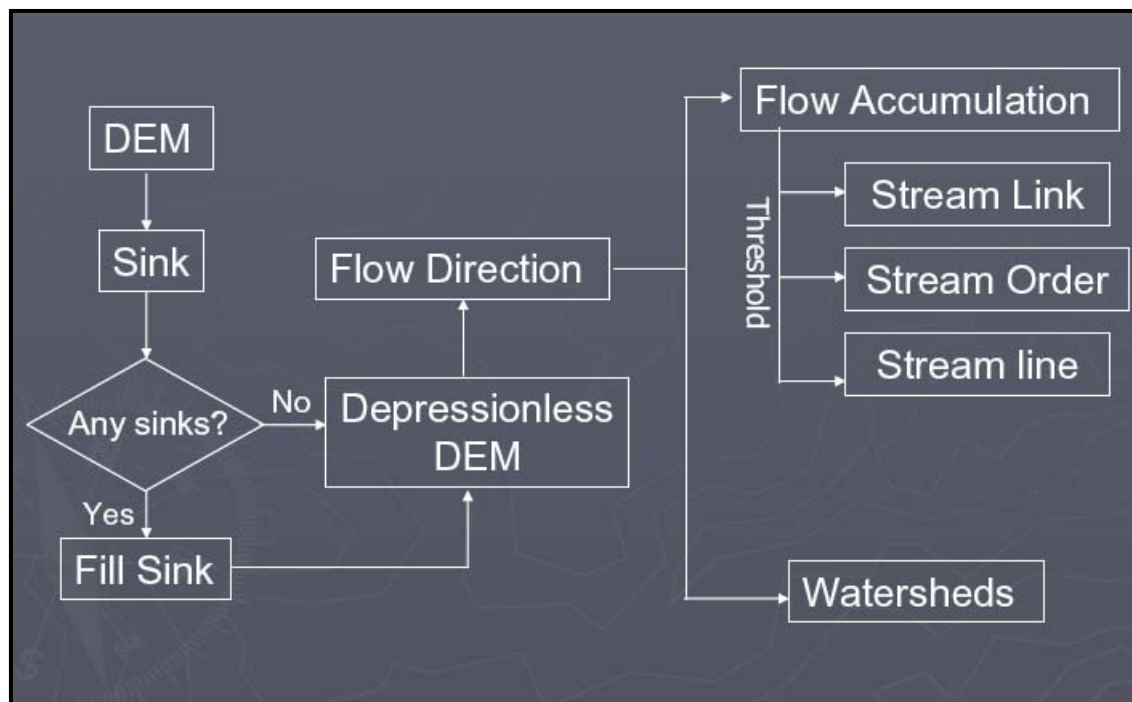 DEM
Sink
Any sinks?
No
Yes
Fill Sink
Depressionless
DEM
Flow Direction
Flow Accumulation
Threshold
Stream Link
Stream Order
Stream line
Watersheds
S